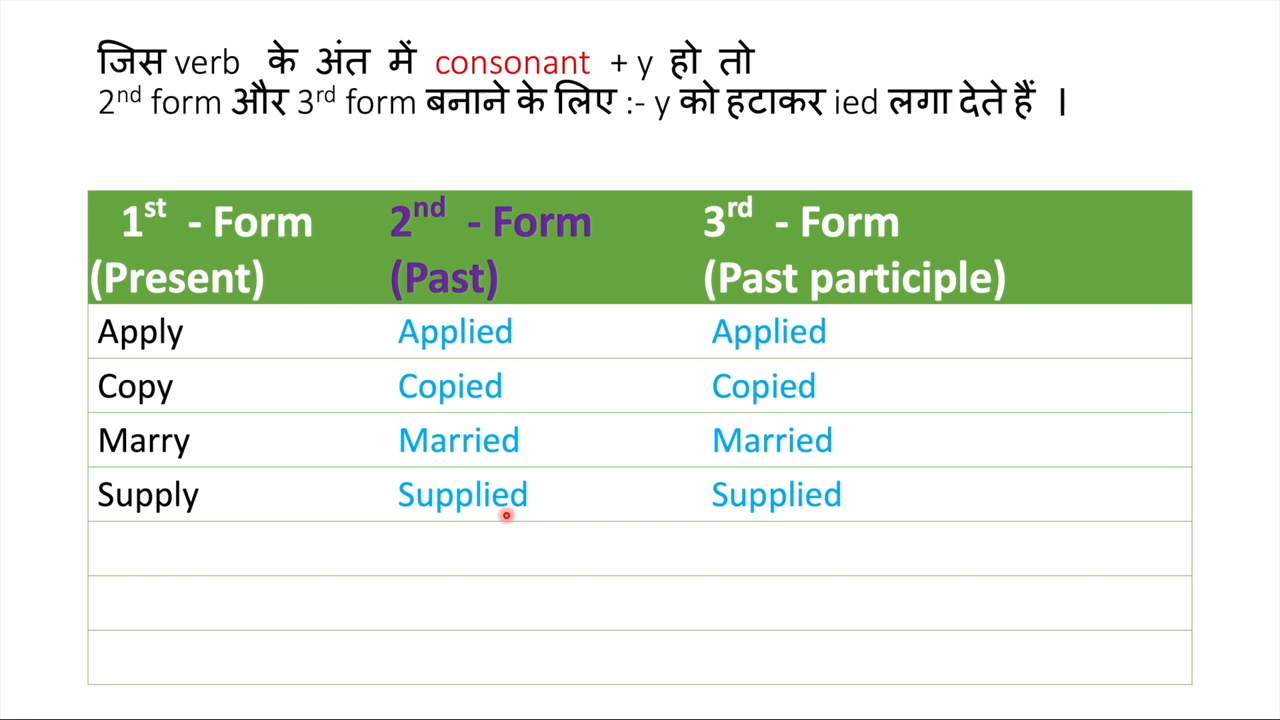 जिस verb के अंत में consonant + y हो तो
2nd form और 3rd form बनाने के लिए :- y को हटाकर ied लगा देते हैं ।
1st - Form 2nd - Form 3rd - Form
(Present) (Past) (Past participle)
Apply Applied Applied
Copy Copied Copied
Marry Married Married
Supply Supplied Supplied